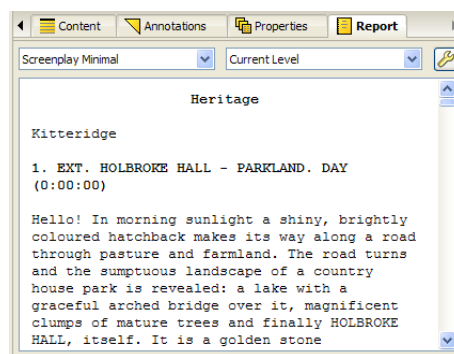 Content Annotations Properties Report
Screenplay Minimal Current Level
Heritage
Kitteridge
1. EXT. HOLBROKE HALL - PARKLAND. DAY
(0:00:00)
Hello! In morning sunlight a shiny, brightly
coloured hatchback makes its way along a road
through pasture and farmland. The road turns
and the sumptuous landscape of a country
house park is revealed: a lake with a
graceful arched bridge over it, magnificent
clumps of mature trees and finally HOLBROKE
HALL, itself. It is a golden stone